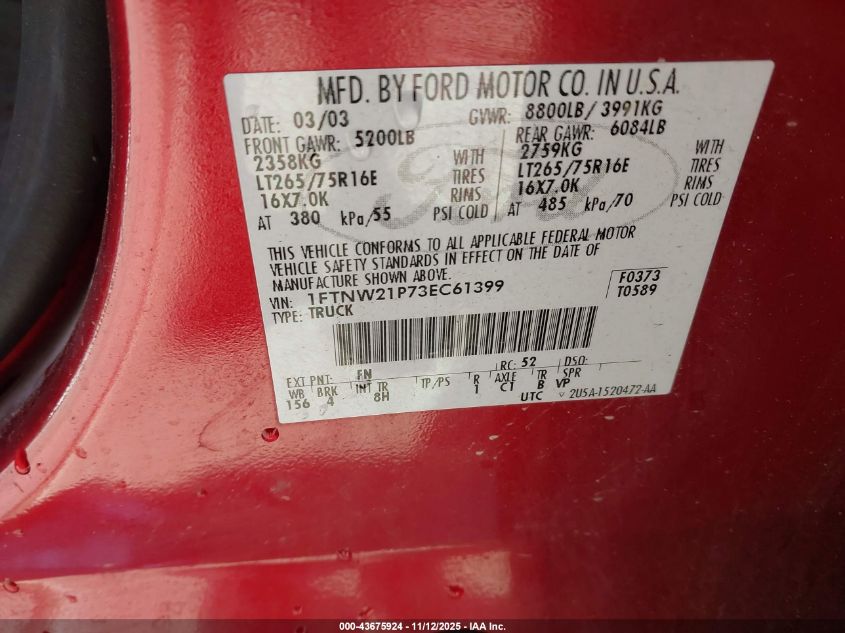 MFD. BY FORD MOTOR CO. IN U.S.A.
DATE: 03/03 GVWR: 8800LB/ 3991KG
FRONT GAWR: 5200LB REAR GAWR: 6084LB
2358KG WITH 2759KG WITH
LT265/75R16E TIRES LT265/75R16E TIRES
16X7.0K RIMS 16X7.0K RIMS
AT 380 kPa/55 PSI COLD AT 485 kPa/70 PSI COLD
THIS VEHICLE CONFORMS TO ALL APPLICABLE FEDERAL MOTOR
VEHICLE SAFETY STANDARDS IN EFFECT ON THE DATE OF
MANUFACTURE SHOWN ABOVE.
VIN: 1FTNW21P73EC61399 F0373
TYPE: TRUCK T0589
EXT PNT: FN RC: 52 DSO:
WB BRK INT TR TP/PS R AXLE TR SPR
156 4 8H 1 CT B VP
UTC 2U5A-1520472-AA
000-43675924 - 11/12/2025 - IAA Inc.